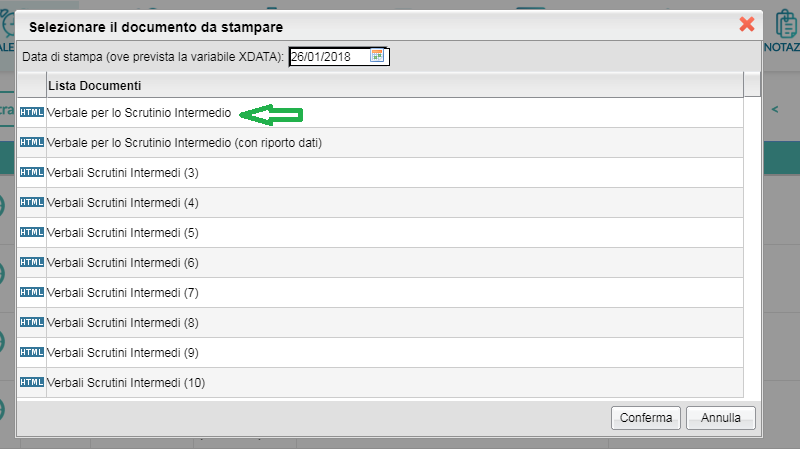 Selezionare il documento da stampare
ALE
NOTAZ
Data di stampa (ove prevista la variabile XDATA): 26/01/2018
Lista Documenti
tra
<
HTML Verbale per lo Scrutinio Intermedio
HTML Verbale per lo Scrutinio Intermedio (con riporto dati)
HTML Verbali Scrutini Intermedi (3)
HTML Verbali Scrutini Intermedi (4)
HTML Verbali Scrutini Intermedi (5)
HTML Verbali Scrutini Intermedi (6)
HTML Verbali Scrutini Intermedi (7)
HTML Verbali Scrutini Intermedi (8)
HTML Verbali Scrutini Intermedi (9)
HTML Verbali Scrutini Intermedi (10)
Conferma Annulla